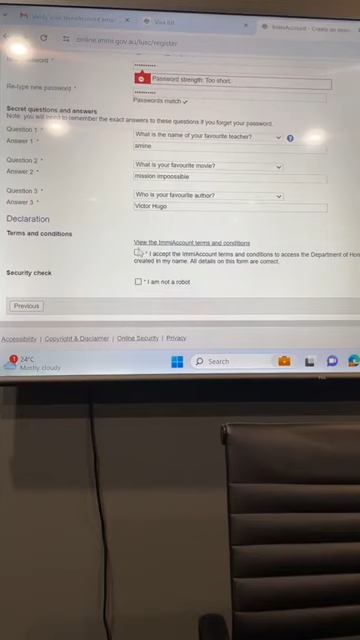 Visa list
ImmiAccount - Create an
online.immi.gov.au/lusc/register
password *
••••••••••
Password strength: Too short.
Re-type new password *
••••••••••
Passwords match ✓
Secret questions and answers
Note: you will need to remember the exact answers to these questions if you forget your password.
Question 1 * What is the name of your favourite teacher?
Answer 1 * amine
Question 2 * What is your favourite movie?
Answer 2 * mission impoosible
Question 3 * Who is your favourite author?
Answer 3 * Victor Hugo
Declaration
Terms and conditions
View the ImmiAccount terms and conditions
* I accept the ImmiAccount terms and conditions to access the Department of Hom
created in my name. All details on this form are correct.
Security check
* I am not a robot
Previous
Accessibility | Copyright & Disclaimer | Online Security | Privacy
1
24°C
Mostly cloudy
Search